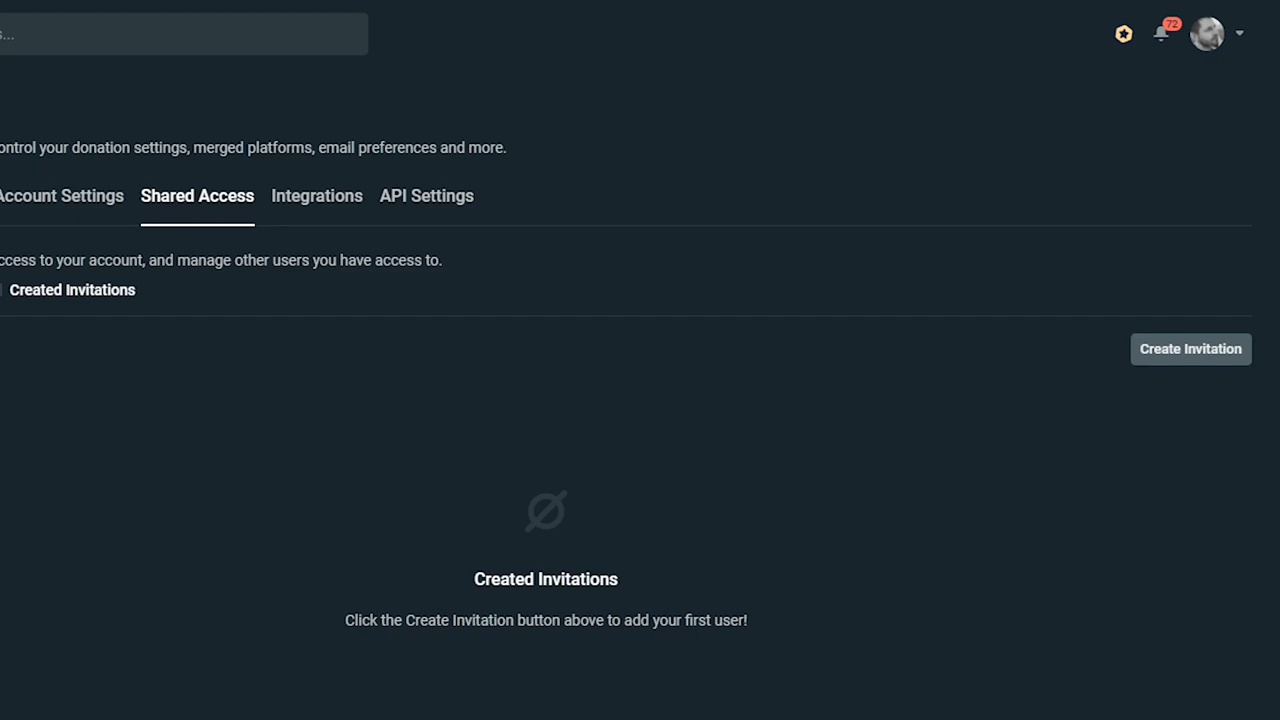 s...
72
ontrol your donation settings, merged platforms, email preferences and more.
Account Settings Shared Access Integrations API Settings
ccess to your account, and manage other users you have access to.
Created Invitations
Create Invitation
Created Invitations
Click the Create Invitation button above to add your first user!